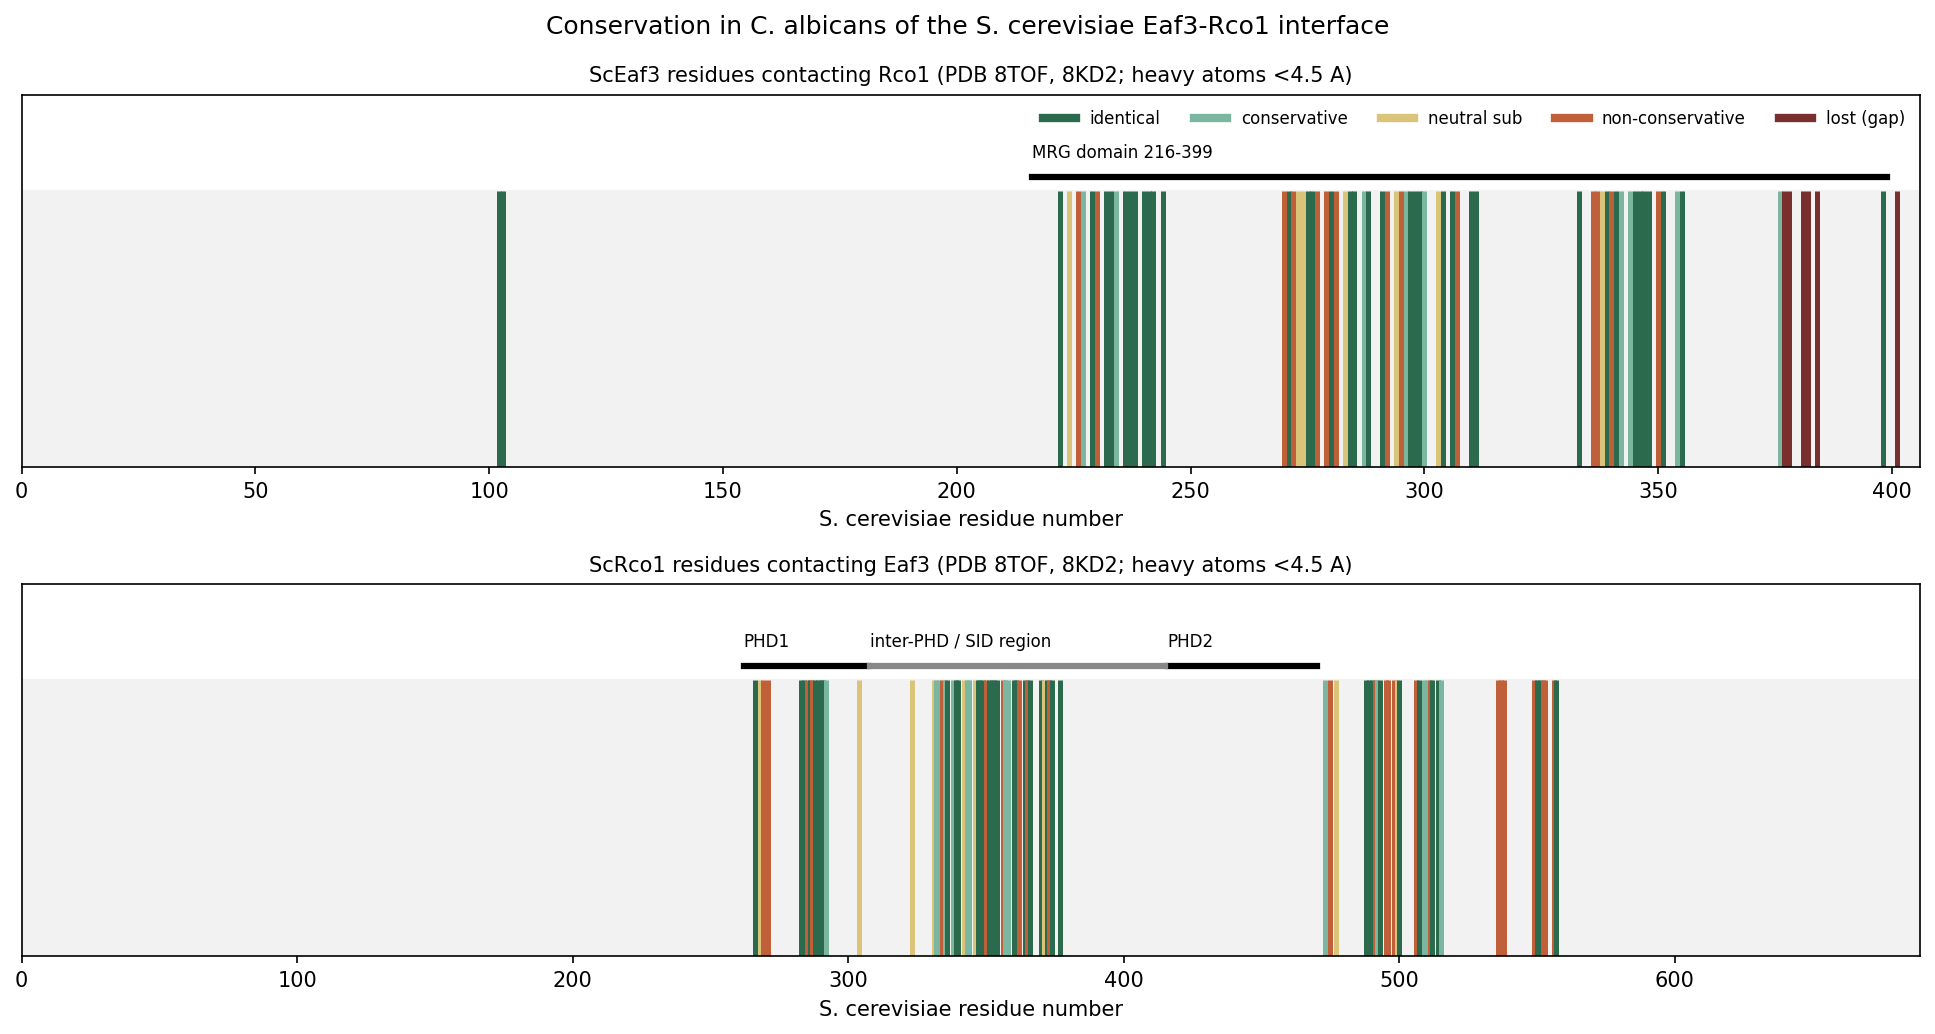 Conservation in C. albicans of the S. cerevisiae Eaf3-Rco1 interface
ScEaf3 residues contacting Rco1 (PDB 8TOF, 8KD2; heavy atoms <4.5 A)
identical conservative neutral sub non-conservative lost (gap)
MRG domain 216-399
0 50 100 150 200 250 300 350 400
S. cerevisiae residue number
ScRco1 residues contacting Eaf3 (PDB 8TOF, 8KD2; heavy atoms <4.5 A)
PHD1 inter-PHD / SID region PHD2
0 100 200 300 400 500 600
S. cerevisiae residue number